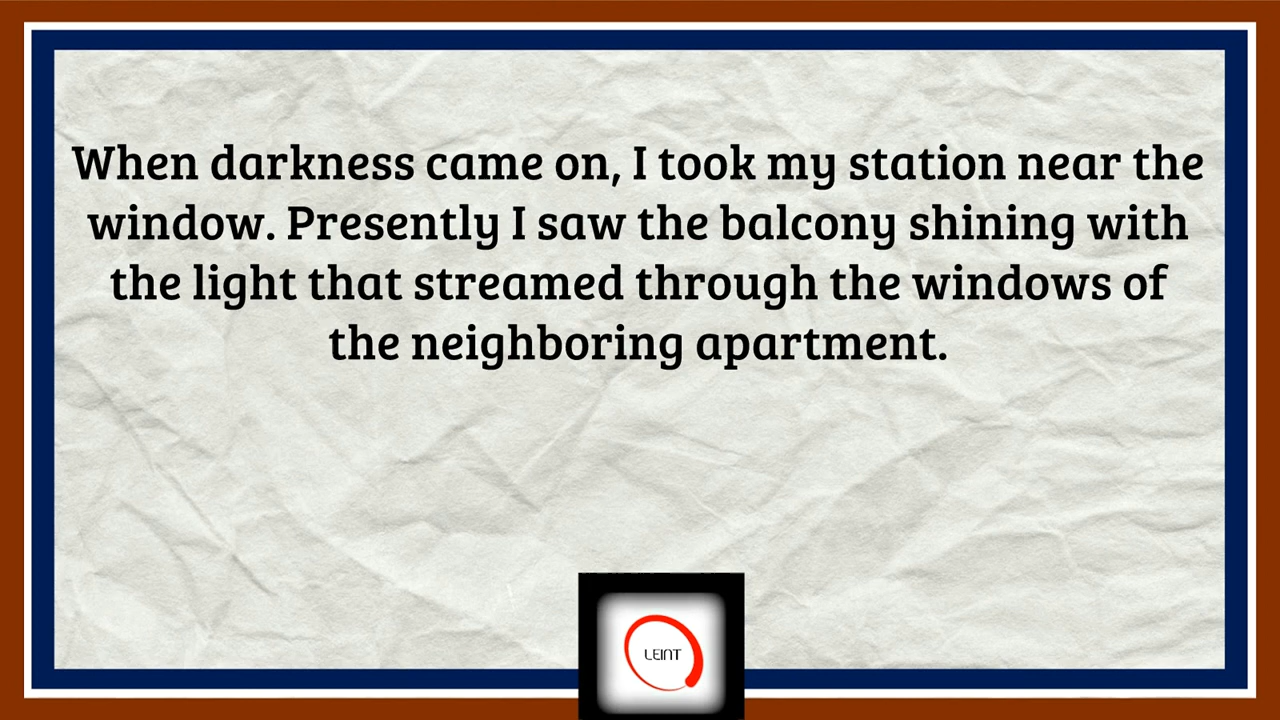 When darkness came on, I took my station near the
window. Presently I saw the balcony shining with
the light that streamed through the windows of
the neighboring apartment.
LEINT